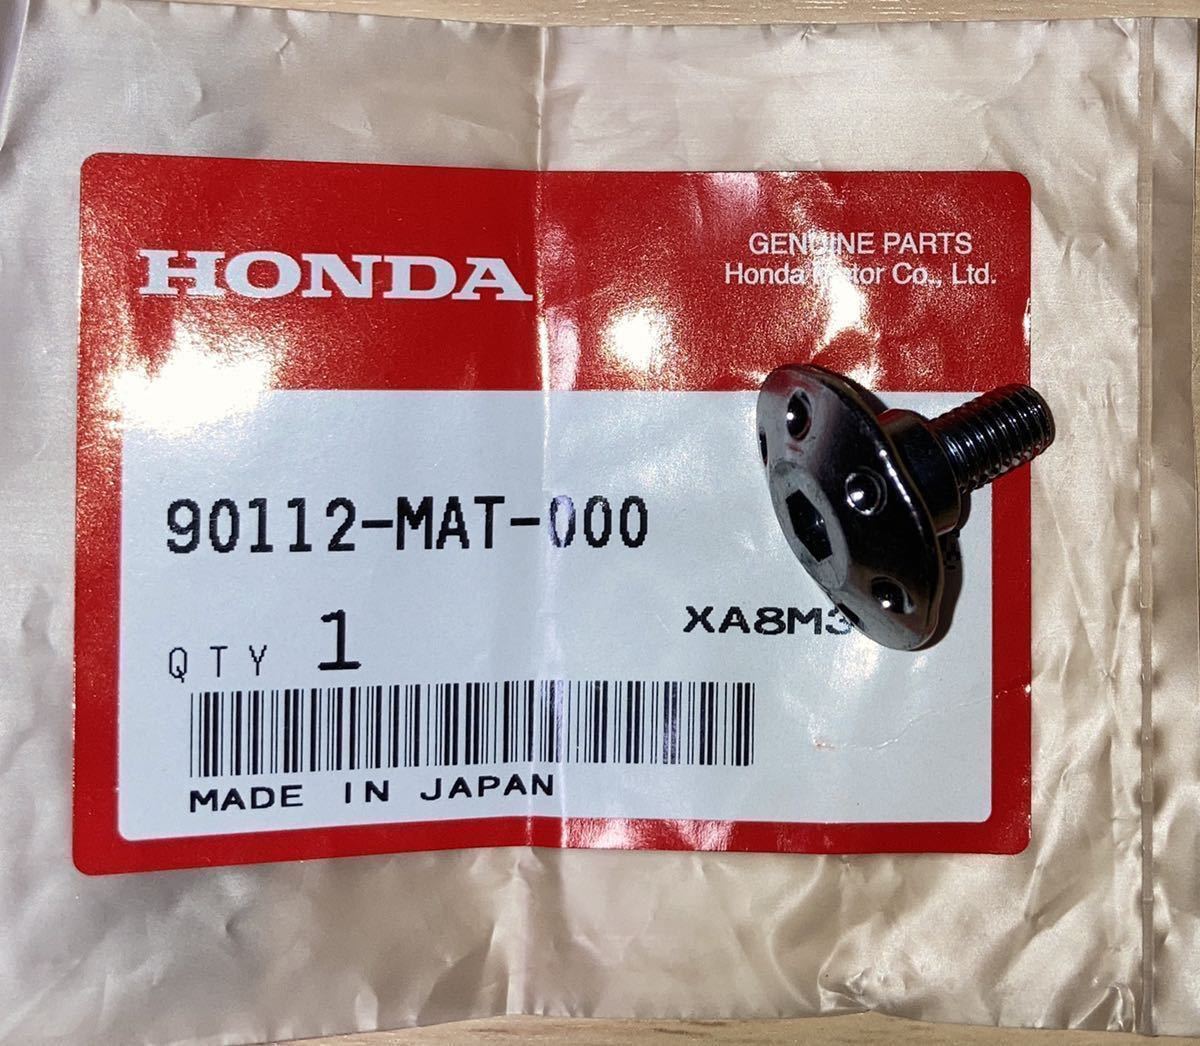 HONDA
GENUINE PARTS
Honda Motor Co., Ltd.
90112-MAT-000
XA8M3
QTY 1
MADE IN JAPAN